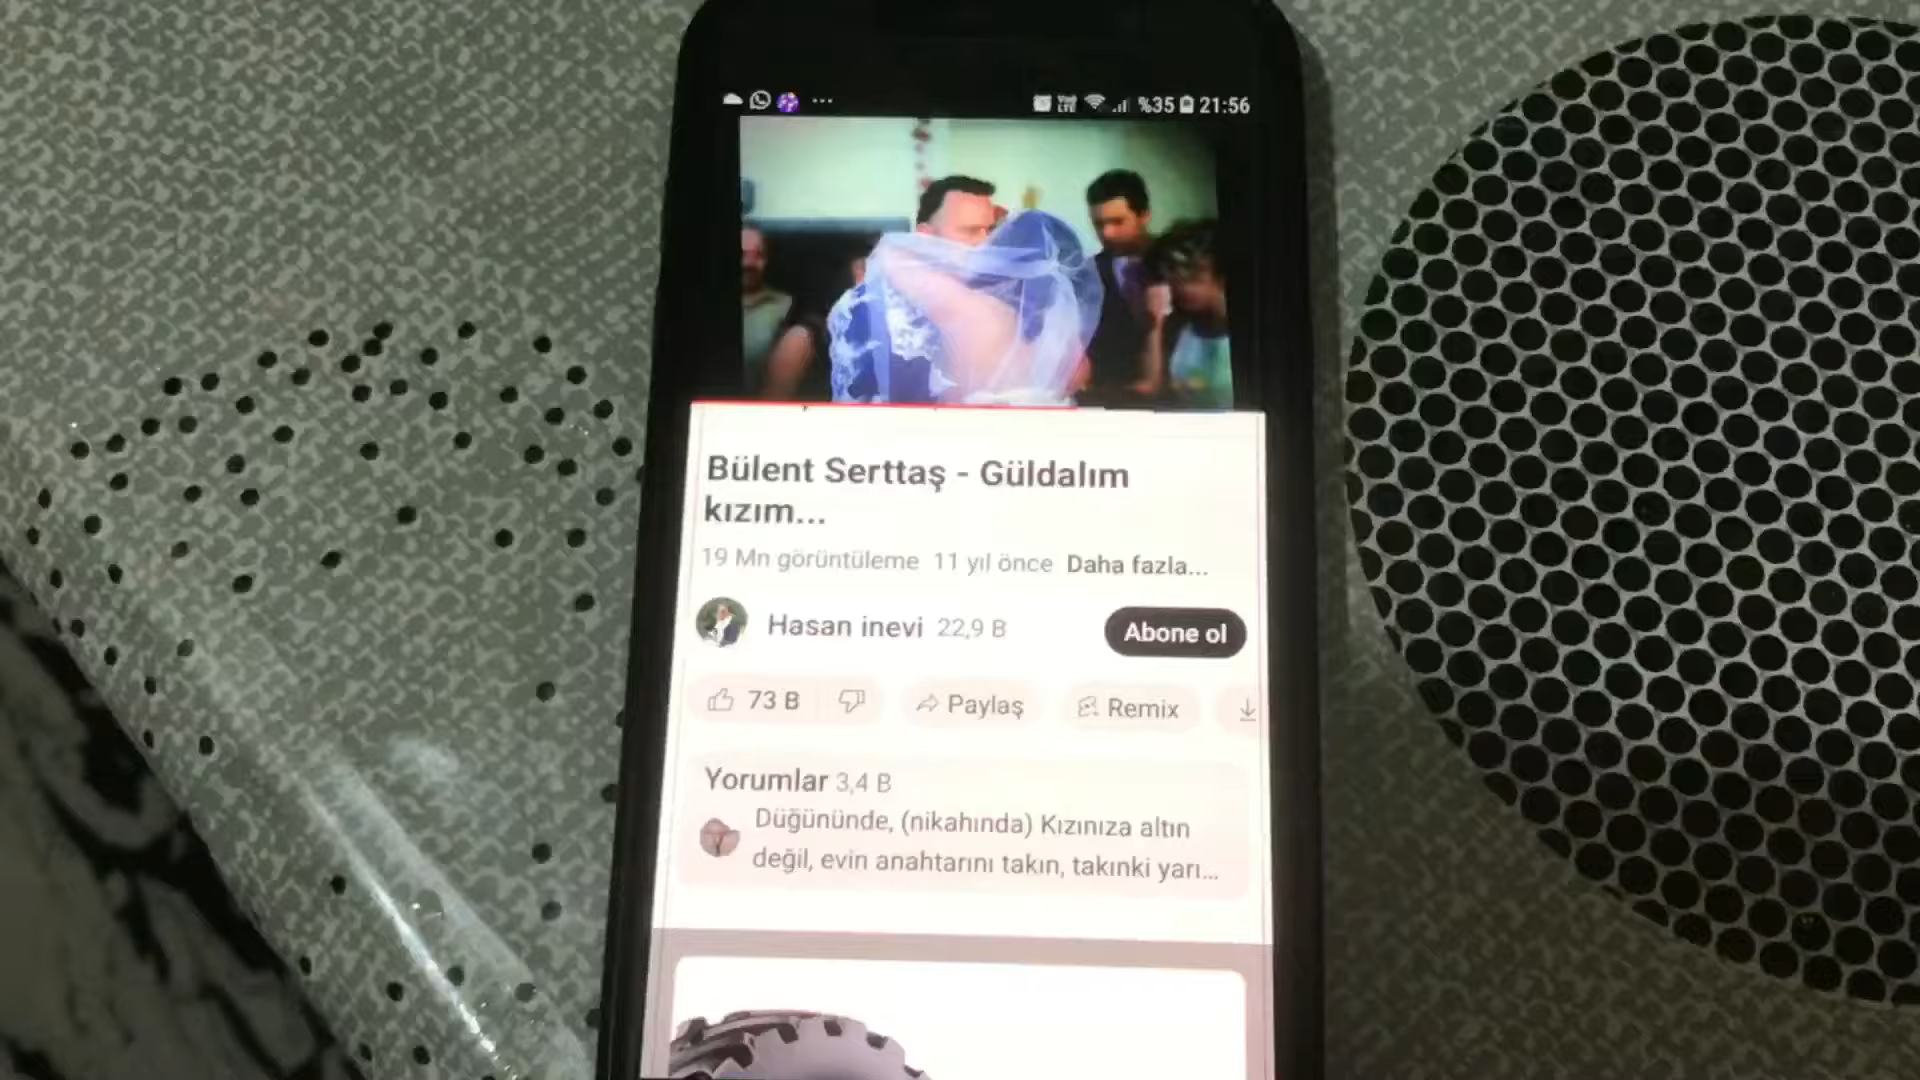 %35 21:56
Bülent Serttaş - Güldalım
kızım...
19 Mn görüntüleme 11 yıl önce Daha fazla...
Hasan inevi 22,9 B Abone ol
73 B Paylaş Remix
Yorumlar 3,4 B
Düğününde, (nikahında) Kızınıza altın
değil, evin anahtarını takın, takınki yarı...